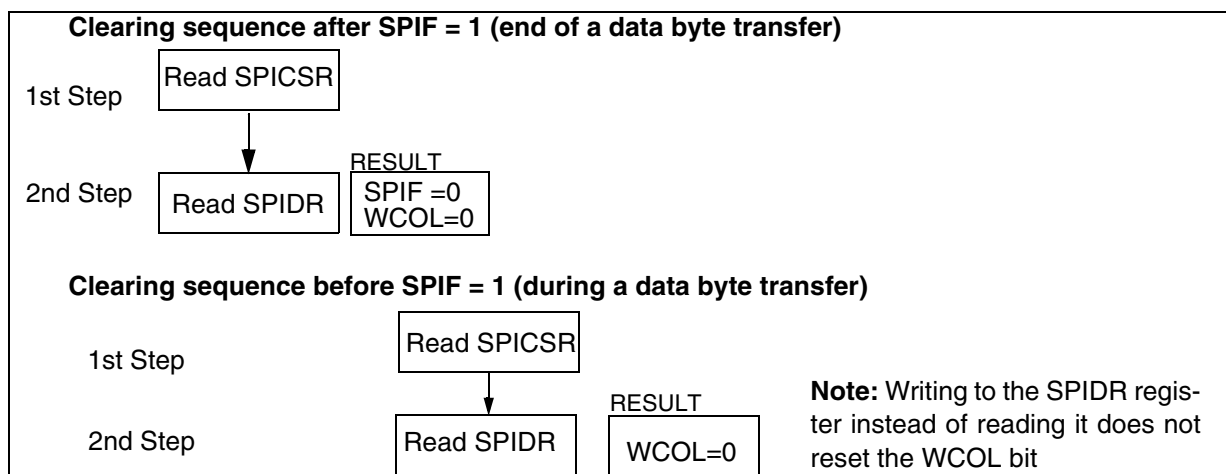 Clearing sequence after SPIF = 1 (end of a data byte transfer)
1st Step
Read SPICSR
2nd Step
Read SPIDR
RESULT
SPIF =0
WCOL=0
Clearing sequence before SPIF = 1 (during a data byte transfer)
1st Step
Read SPICSR
2nd Step
Read SPIDR
RESULT
WCOL=0
Note: Writing to the SPIDR regis-
ter instead of reading it does not
reset the WCOL bit